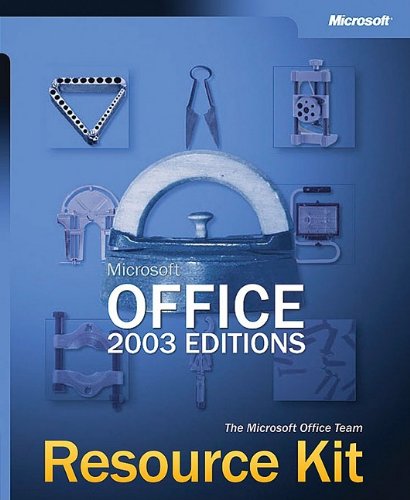 Microsoft®
Microsoft
OFFICE
2003 EDITIONS
The Microsoft Office Team
Resource Kit